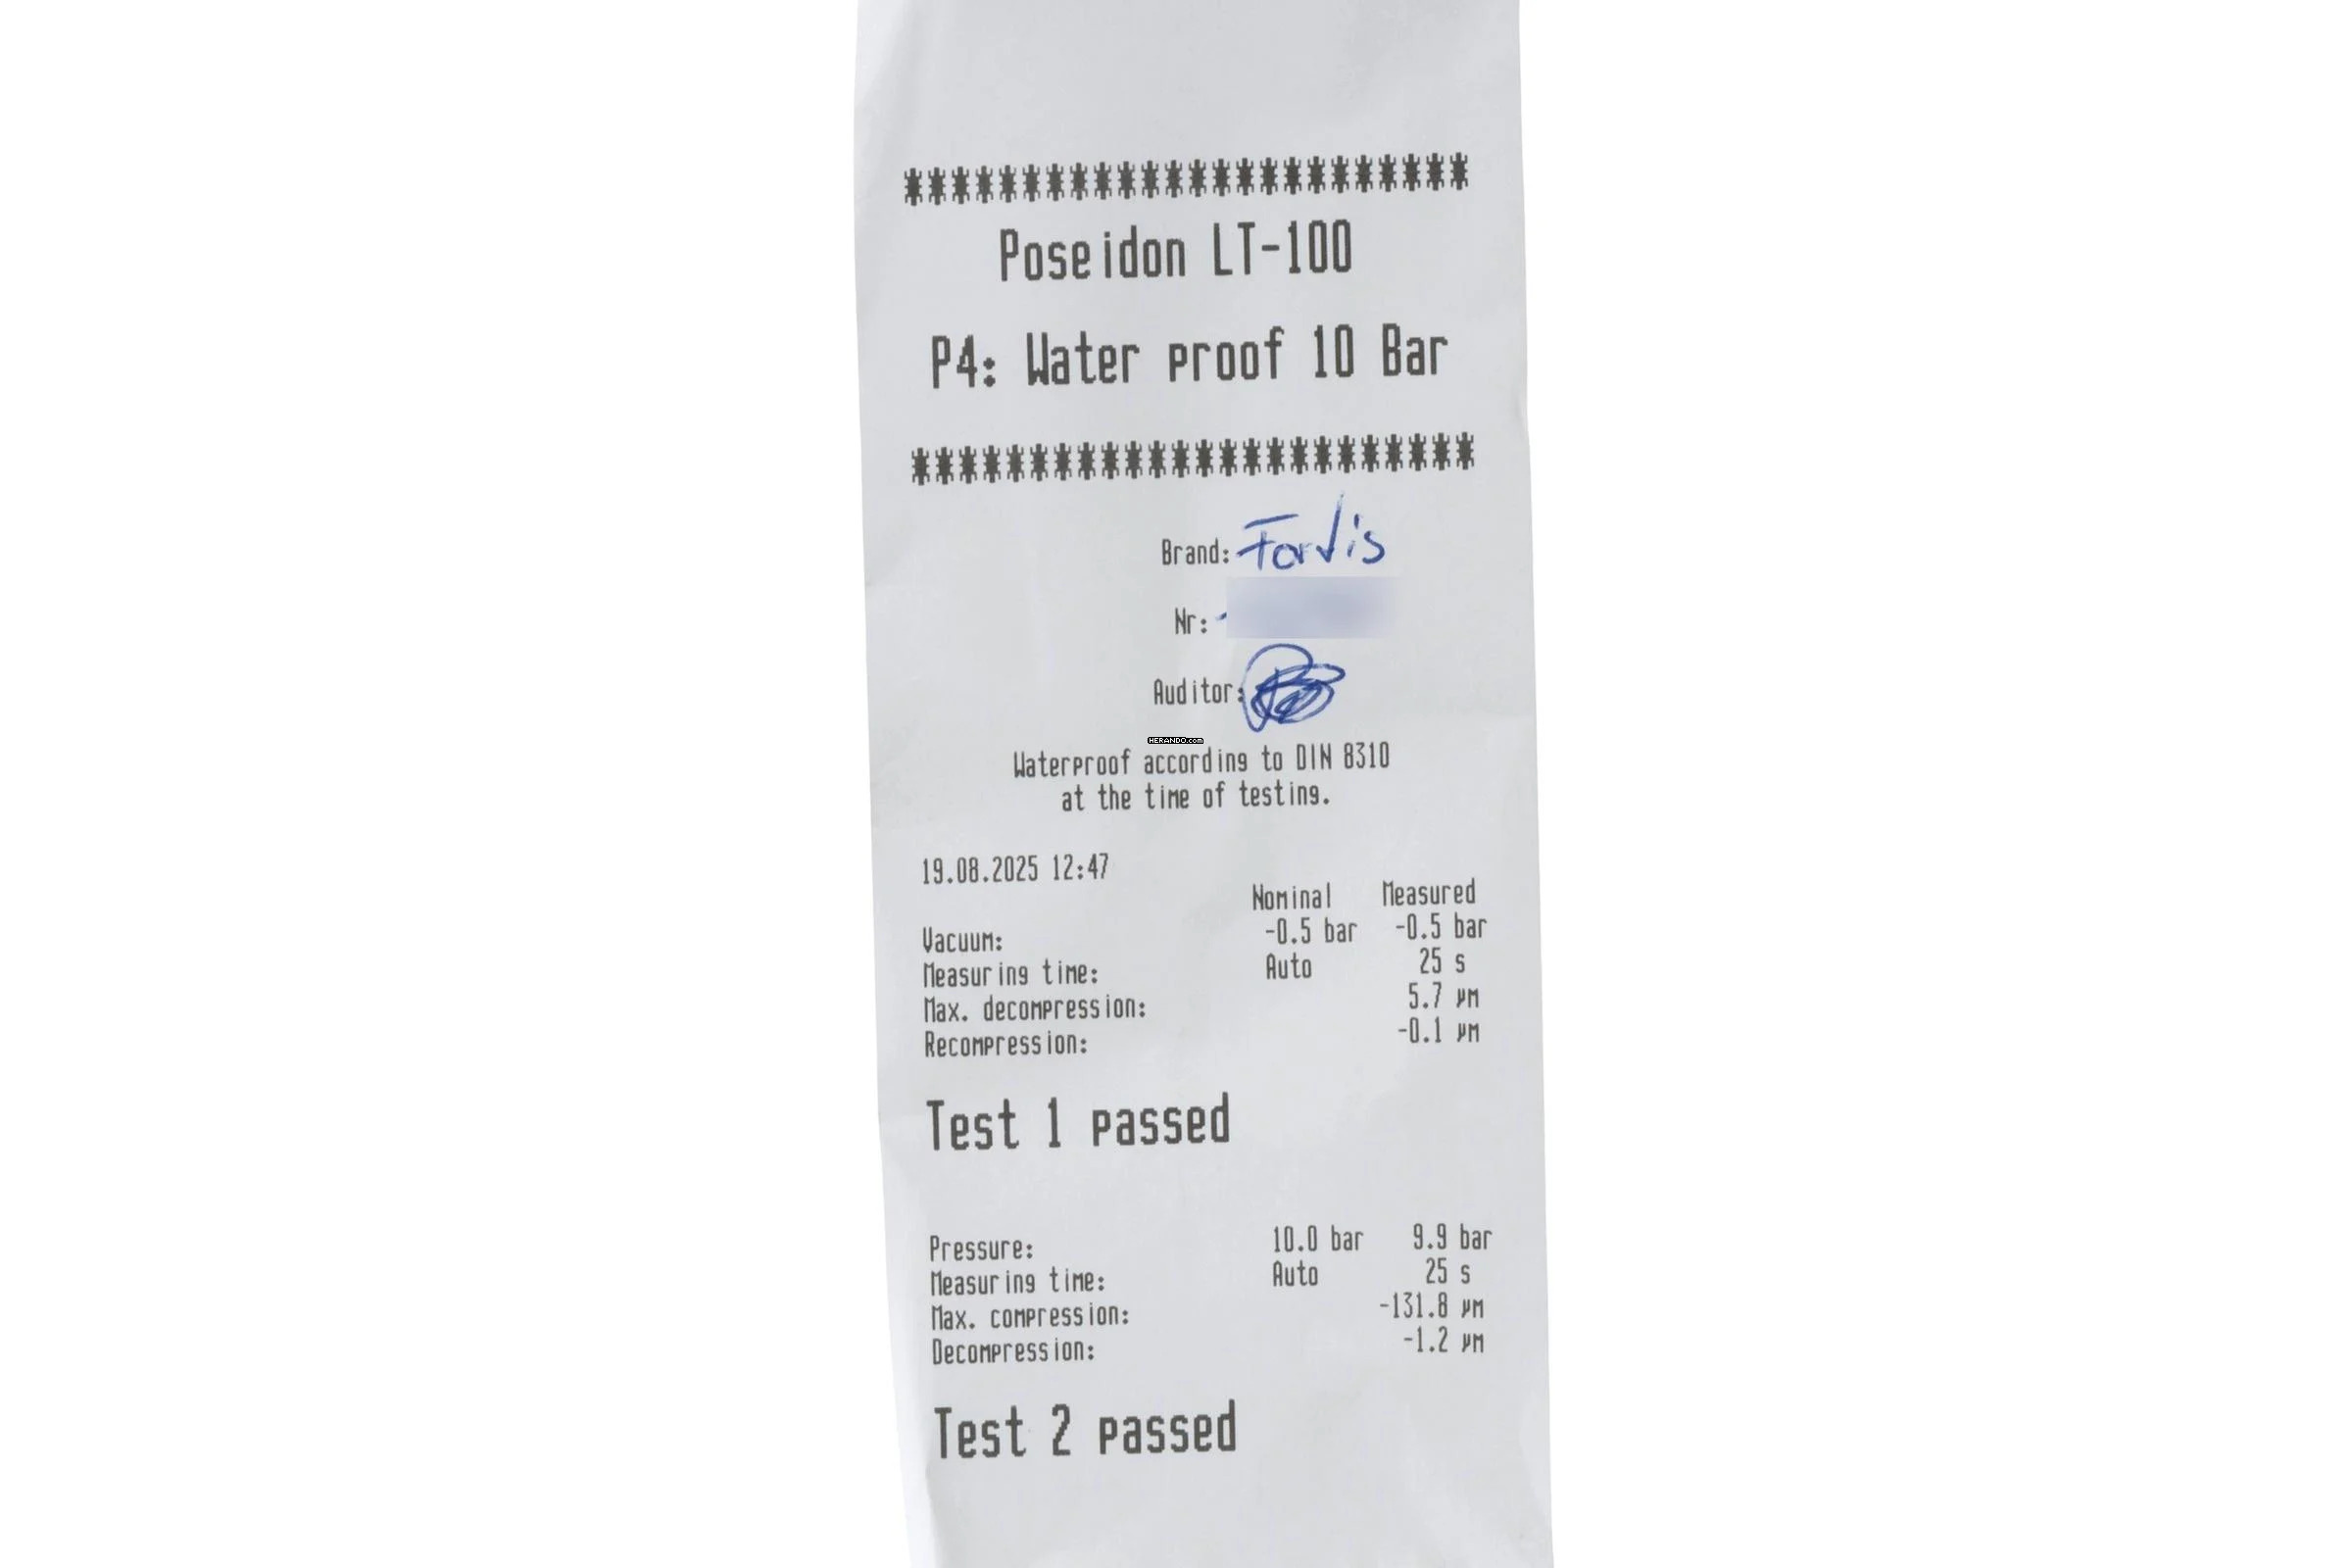 ************************
Poseidon LT-100
P4: Water proof 10 Bar
************************
Brand: Fortis
Nr:
Auditor:
HERANDO.com
Waterproof according to DIN 8310
at the time of testing.
19.08.2025 12:47
Nominal Measured
Vacuum: -0.5 bar -0.5 bar
Measuring time: Auto 25 s
Max. decompression: 5.7 µm
Recompression: -0.1 µm
Test 1 passed
Pressure: 10.0 bar 9.9 bar
Measuring time: Auto 25 s
Max. compression: -131.8 µm
Decompression: -1.2 µm
Test 2 passed